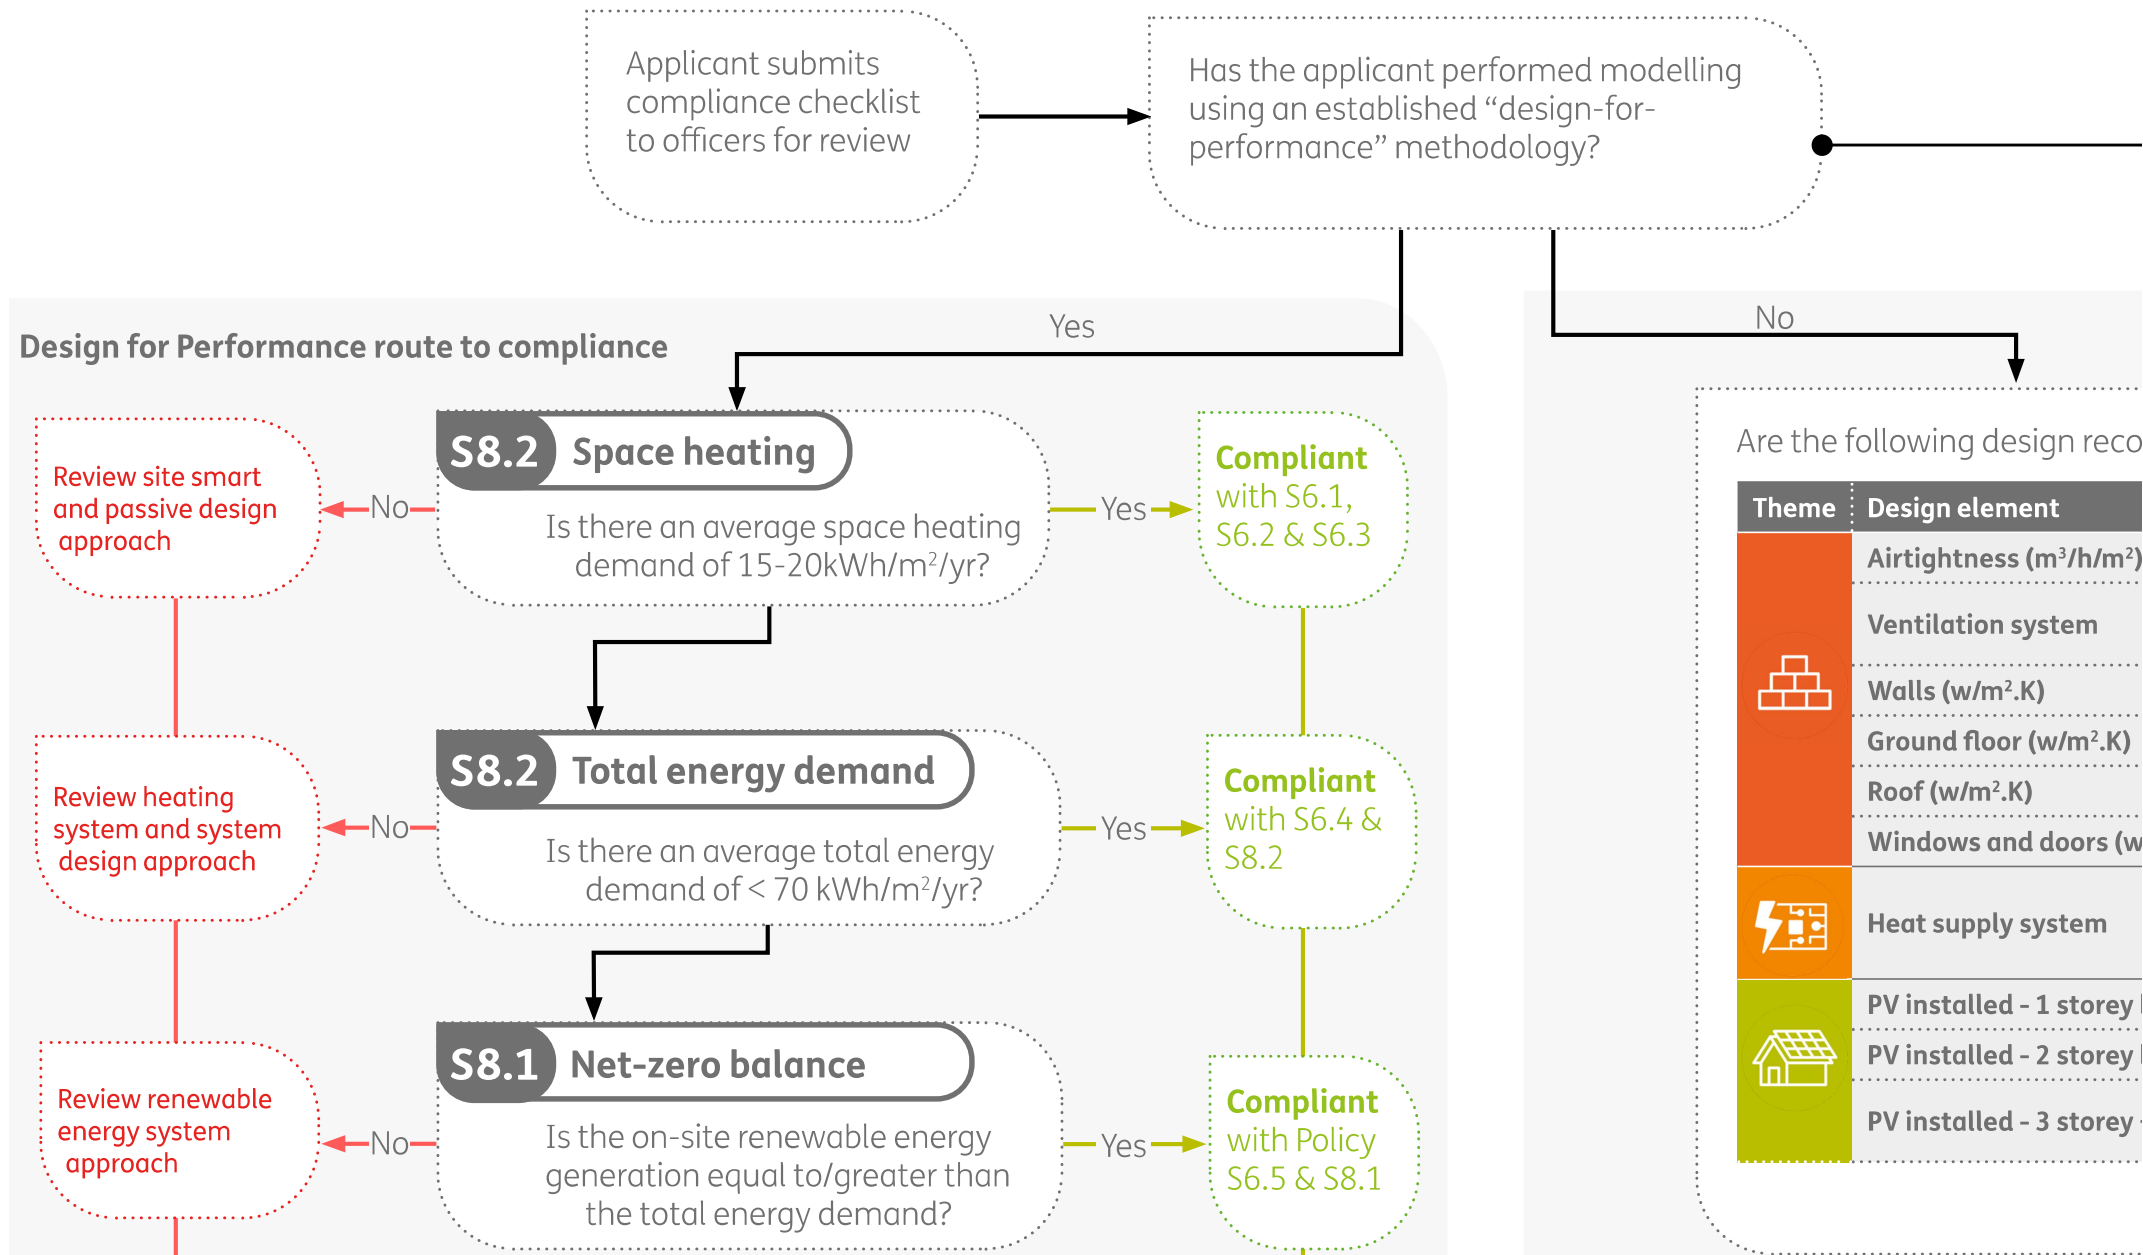 Applicant submits
compliance checklist
to officers for review
Has the applicant performed modelling
using an established “design-for-
performance” methodology?
Yes
No
Design for Performance route to compliance
S8.2 Space heating
Is there an average space heating
demand of 15-20kWh/m²/yr?
No
Review site smart
and passive design
approach
Yes
Compliant
with S6.1,
S6.2 & S6.3
S8.2 Total energy demand
Is there an average total energy
demand of < 70 kWh/m²/yr?
No
Review heating
system and system
design approach
Yes
Compliant
with S6.4 &
S8.2
S8.1 Net-zero balance
Is the on-site renewable energy
generation equal to/greater than
the total energy demand?
No
Review renewable
energy system
approach
Yes
Compliant
with Policy
S6.5 & S8.1
Are the following design reco
Theme Design element
Airtightness (m³/h/m²)
Ventilation system
Walls (w/m².K)
Ground floor (w/m².K)
Roof (w/m².K)
Windows and doors (w
Heat supply system
PV installed - 1 storey
PV installed - 2 storey
PV installed - 3 storey